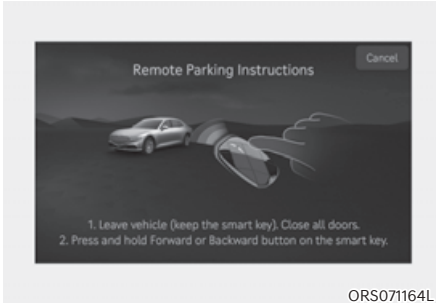 Cancel
Remote Parking Instructions
1. Leave vehicle (keep the smart key). Close all doors.
2. Press and hold Forward or Backward button on the smart key.
ORS071164L